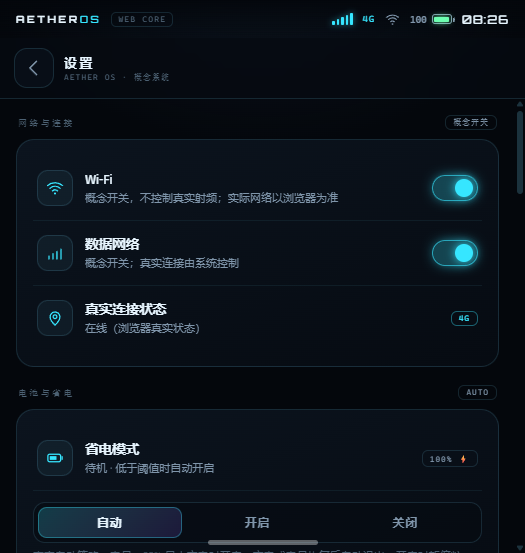 AETHEROS WEB CORE 4G 100 08:26
设置
AETHER OS · 概念系统
网络与连接 概念开关
Wi-Fi
概念开关，不控制真实射频；实际网络以浏览器为准
数据网络
概念开关；真实连接由系统控制
真实连接状态
在线（浏览器真实状态） 4G
电池与省电 AUTO
省电模式
待机 · 低于阈值时自动开启 100%
自动 开启 关闭